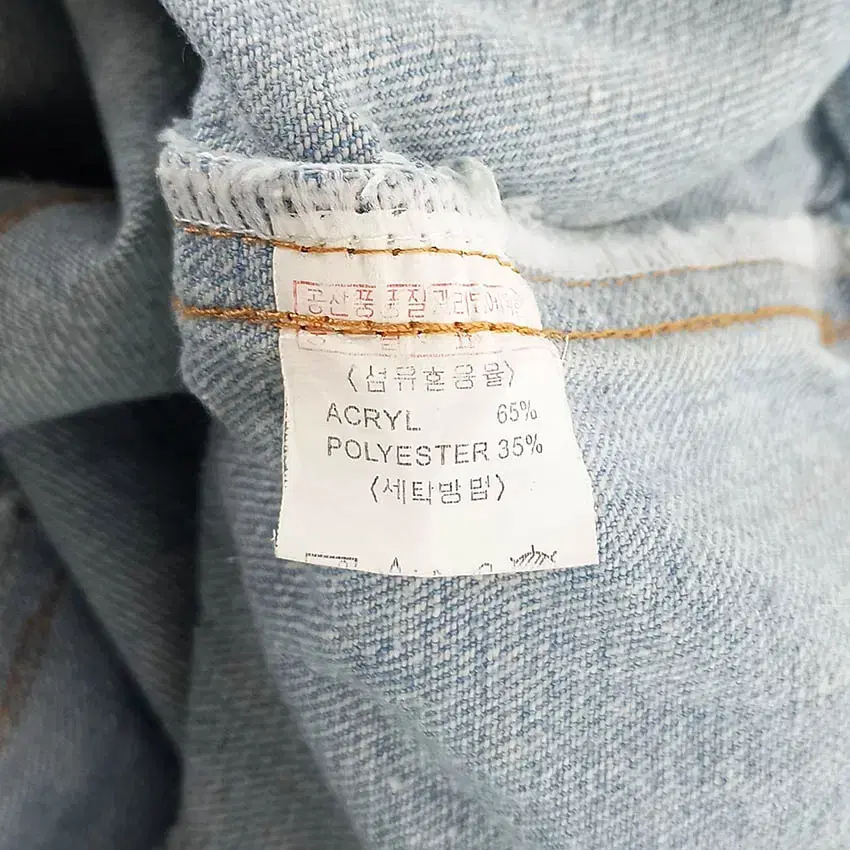 공산품품질관리법에
〈섬유혼용율〉
ACRYL 65%
POLYESTER 35%
〈세탁방법〉